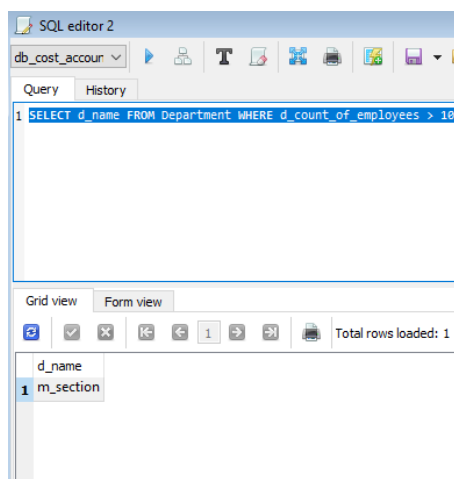 SQL editor 2
db_cost_accour
T
Query History
1 SELECT d_name FROM Department WHERE d_count_of_employees > 10
Grid view Form view
1 Total rows loaded: 1
d_name
1 m_section